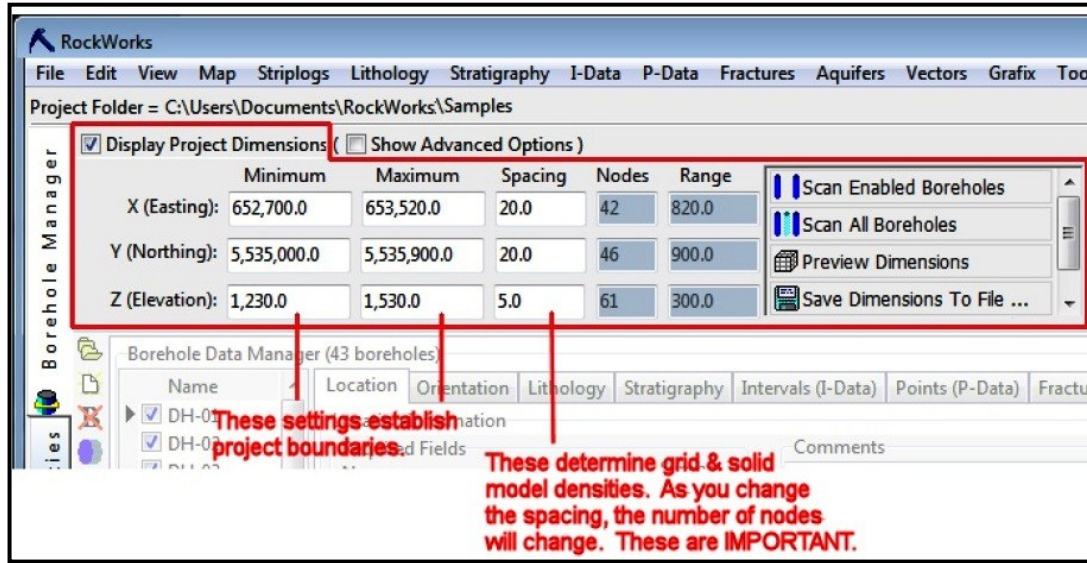 RockWorks
File Edit View Map Striplogs Lithology Stratigraphy I-Data P-Data Fractures Aquifers Vectors Grafix Too
Project Folder = C:\Users\Documents\RockWorks\Samples
Display Project Dimensions ( Show Advanced Options )
Minimum Maximum Spacing Nodes Range
X (Easting): 652,700.0 653,520.0 20.0 42 820.0
Y (Northing): 5,535,000.0 5,535,900.0 20.0 46 900.0
Z (Elevation): 1,230.0 1,530.0 5.0 61 300.0
Scan Enabled Boreholes
Scan All Boreholes
Preview Dimensions
Save Dimensions To File ...
Borehole Manager
Borehole Data Manager (43 boreholes)
Name
DH-01
DH-02
Location Orientation Lithology Stratigraphy Intervals (I-Data) Points (P-Data) Fractu
Fields
Comments
These settings establish
project boundaries.
These determine grid & solid
model densities. As you change
the spacing, the number of nodes
will change. These are IMPORTANT.